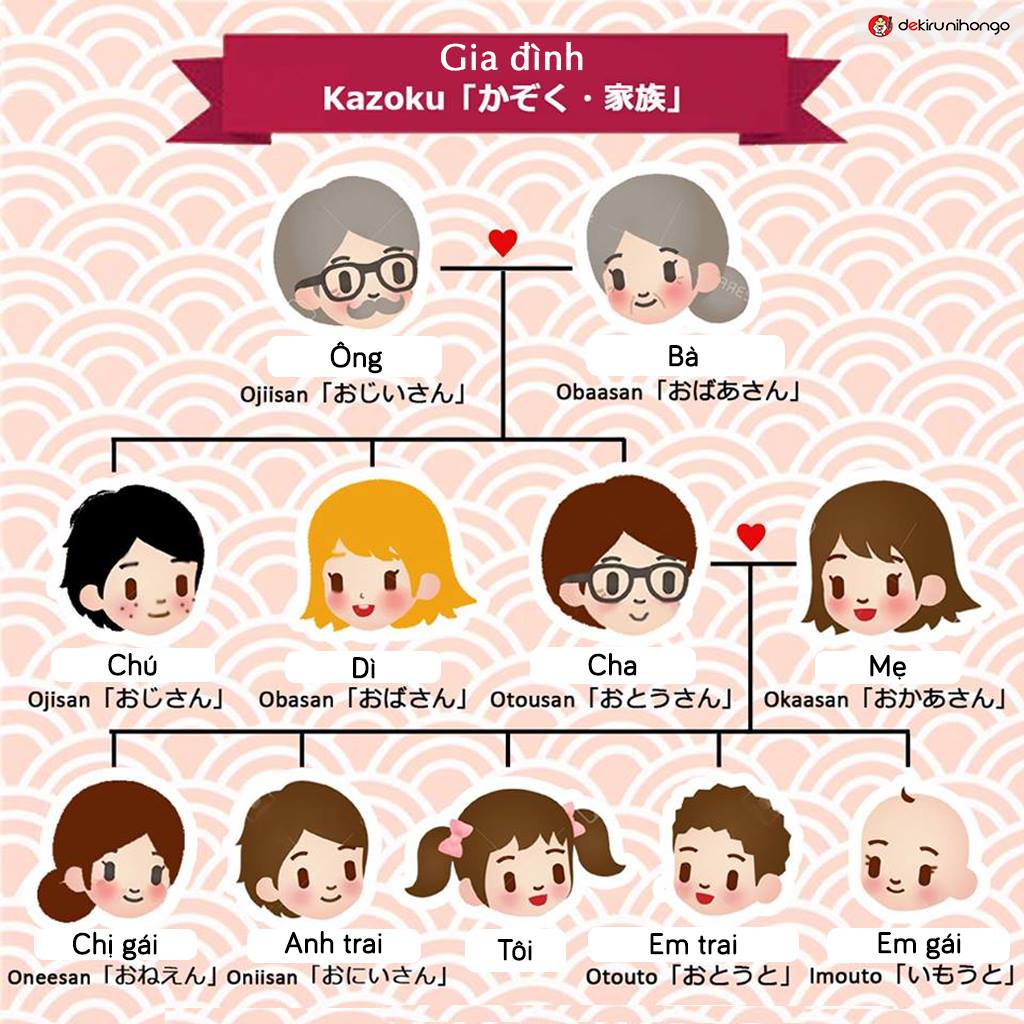 dekirunihongo
Gia đình
Kazoku「かぞく・家族」
Ông
Ojiisan「おじいさん」
Bà
Obaasan「おばあさん」
Chú
Ojisan「おじさん」
Dì
Obasan「おばさん」
Cha
Otousan「おとうさん」
Mẹ
Okaasan「おかあさん」
Chị gái
Oneesan「おねえん」
Anh trai
Oniisan「おにいさん」
Tôi
Em trai
Otouto「おとうと」
Em gái
Imouto「いもうと」